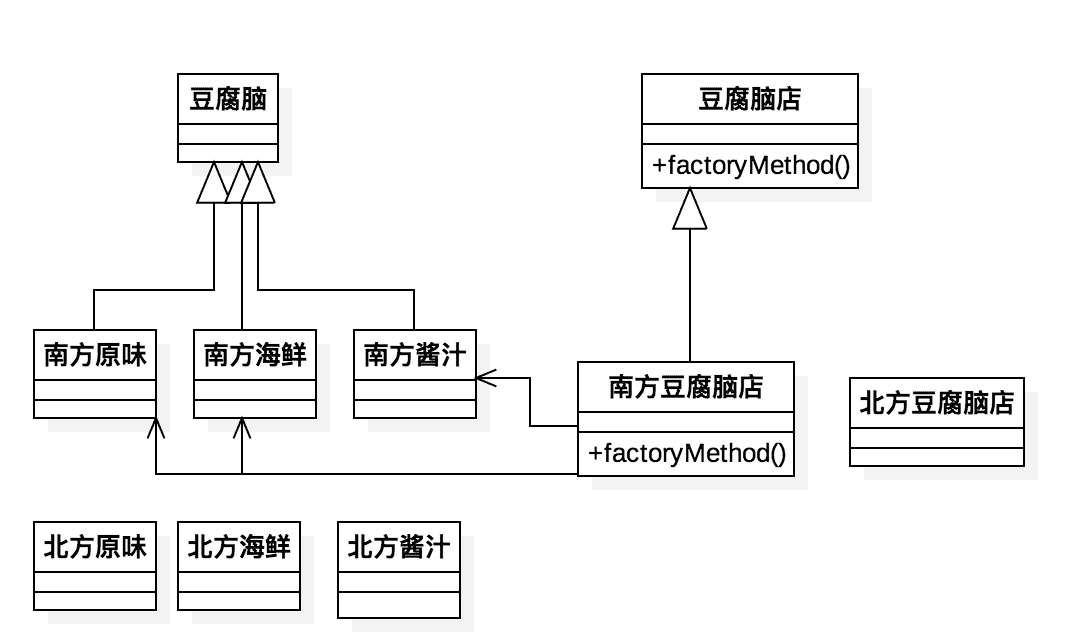 豆腐脑
豆腐脑店
+factoryMethod()
南方原味
南方海鲜
南方酱汁
南方豆腐脑店
+factoryMethod()
北方豆腐脑店
北方原味
北方海鲜
北方酱汁